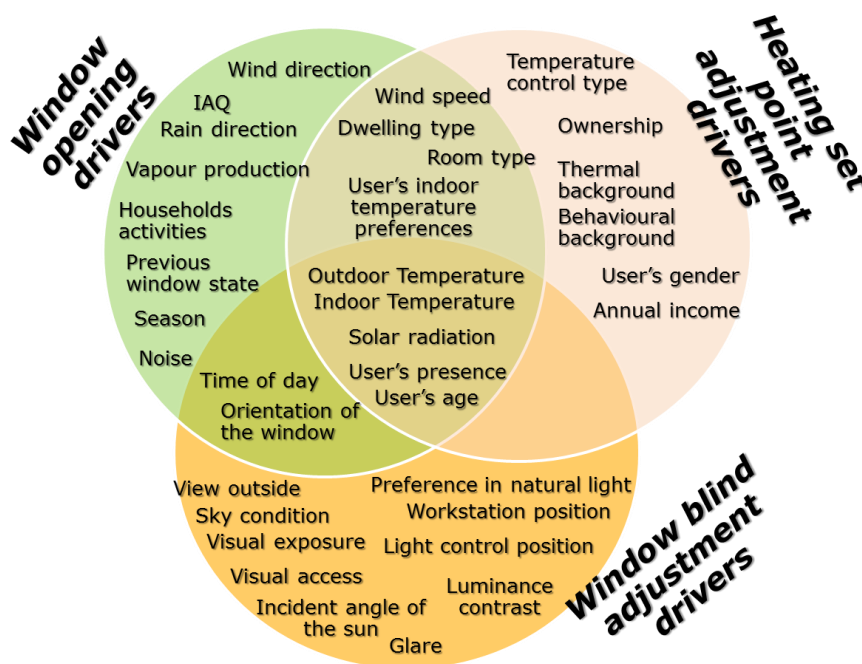 Window
opening
drivers
Heating set
point
adjustment
drivers
Window blind
adjustment
drivers
Wind direction
IAQ
Rain direction
Vapour production
Households
activities
Previous
window state
Season
Noise
Wind speed
Dwelling type
Room type
User's indoor
temperature
preferences
Temperature
control type
Ownership
Thermal
background
Behavioural
background
User's gender
Annual income
Outdoor Temperature
Indoor Temperature
Solar radiation
User's presence
User's age
Time of day
Orientation of
the window
View outside
Sky condition
Visual exposure
Visual access
Incident angle of
the sun
Glare
Preference in natural light
Workstation position
Light control position
Luminance
contrast